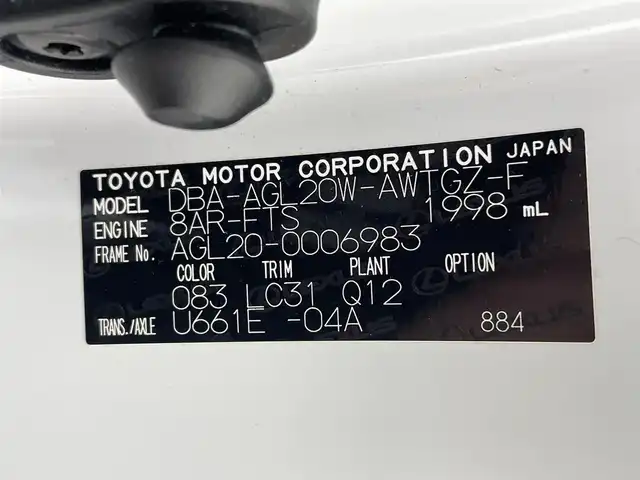 TOYOTA MOTOR CORPORATION JAPAN
MODEL DBA-AGL20W-AWTGZ-F
ENGINE 8AR-FTS 1998 mL
FRAME No. AGL20-0006983
COLOR TRIM PLANT OPTION
083 LC31 Q12
TRANS./AXLE U661E -04A 884